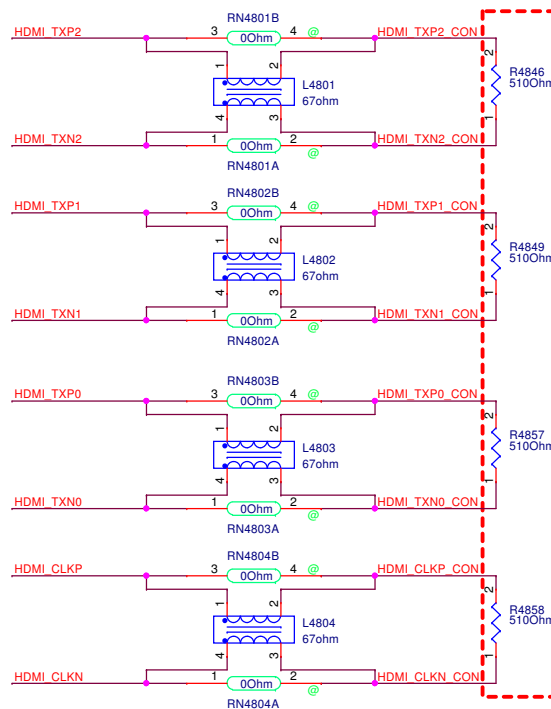 RN4801B
HDMI_TXP2 3 0Ohm 4 @ HDMI_TXP2_CON
1 2 2
L4801 R4846
67ohm 510Ohm
4 3 1
HDMI_TXN2 1 0Ohm 2 HDMI_TXN2_CON
@
RN4801A
RN4802B
HDMI_TXP1 3 0Ohm 4 @ HDMI_TXP1_CON
1 2 2
L4802 R4849
67ohm 510Ohm
4 3 1
HDMI_TXN1 1 0Ohm 2 HDMI_TXN1_CON
@
RN4802A
RN4803B
HDMI_TXP0 3 0Ohm 4 @ HDMI_TXP0_CON
1 2 2
L4803 R4857
67ohm 510Ohm
4 3 1
HDMI_TXN0 1 0Ohm 2 HDMI_TXN0_CON
@
RN4803A
RN4804B
HDMI_CLKP 3 0Ohm 4 @ HDMI_CLKP_CON
1 2 2
L4804 R4858
67ohm 510Ohm
4 3 1
HDMI_CLKN 1 0Ohm 2 HDMI_CLKN_CON
@
RN4804A